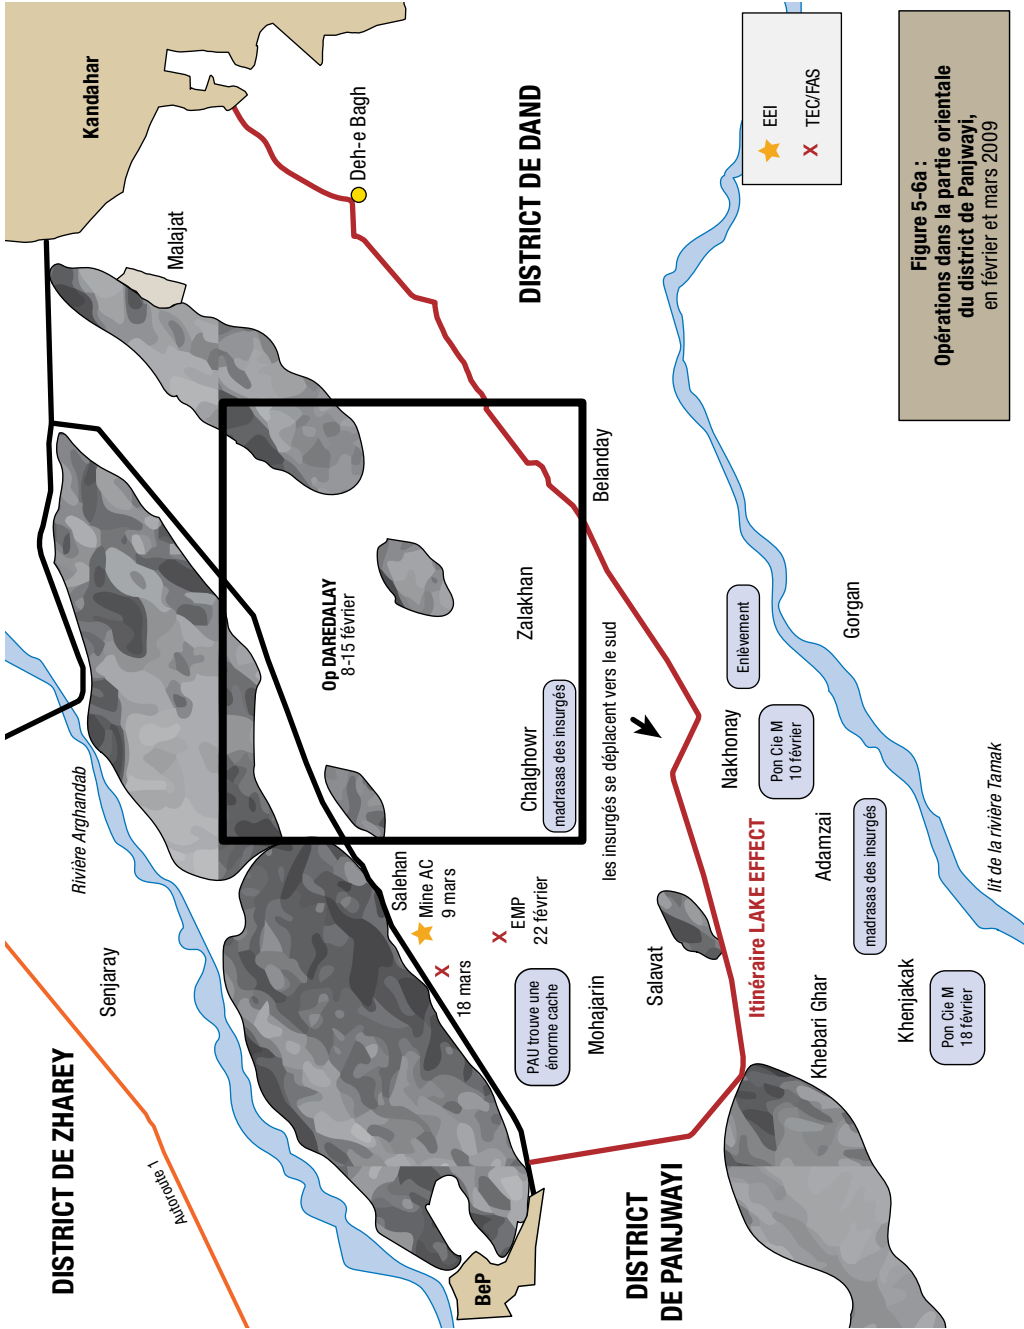 DISTRICT DE ZHAREY
Autoroute 1
Senjaray
Rivière Arghandab
Kandahar
Malajat
Deh-e Bagh
DISTRICT DE DAND
Op DAREDALAY
8-15 février
Zalakhan
Chalghowr
madrasas des insurgés
Belanday
les insurgés se déplacent vers le sud
Salehan
Mine AC
9 mars
18 mars
EMP
22 février
PAU trouve une
énorme cache
Mohajarin
Salavat
BeP
DISTRICT
DE PANJWAYI
Itinéraire LAKE EFFECT
Nakhonay
Enlèvement
Pon Cie M
10 février
Khebari Ghar
Adamzai
madrasas des insurgés
Gorgan
Khenjakak
Pon Cie M
18 février
lit de la rivière Tarnak
EEI
TEC/FAS
Figure 5-6a :
Opérations dans la partie orientale
du district de Panjwayi,
en février et mars 2009